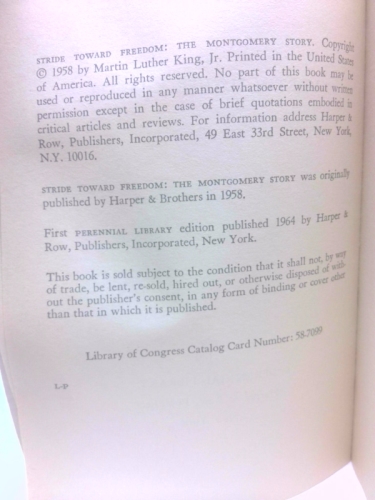 STRIDE TOWARD FREEDOM: THE MONTGOMERY STORY. Copyright
© 1958 by Martin Luther King, Jr. Printed in the United States
of America. All rights reserved. No part of this book may be
used or reproduced in any manner whatsoever without written
permission except in the case of brief quotations embodied in
critical articles and reviews. For information address Harper &
Row, Publishers, Incorporated, 49 East 33rd Street, New York,
N.Y. 10016.
STRIDE TOWARD FREEDOM: THE MONTGOMERY STORY was originally
published by Harper & Brothers in 1958.
First PERENNIAL LIBRARY edition published 1964 by Harper &
Row, Publishers, Incorporated, New York.
This book is sold subject to the condition that it shall not, by way
of trade, be lent, re-sold, hired out, or otherwise disposed of with-
out the publisher's consent, in any form of binding or cover other
than that in which it is published.
Library of Congress Catalog Card Number: 58-7099
L-P